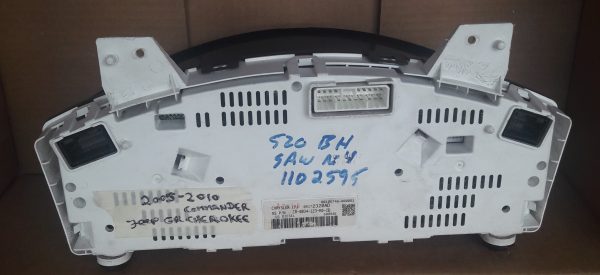 520 BH
SAW N4
1102595
2005-2010
COMMANDER
JEEP GR.CHEROKEE
CHRYSLER